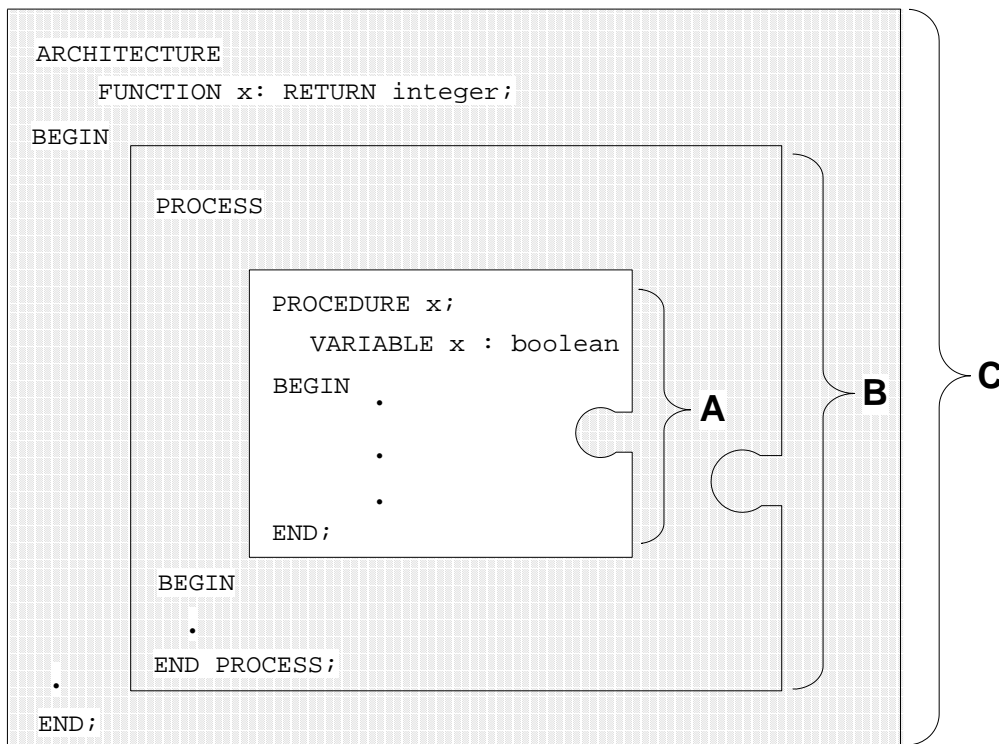 ARCHITECTURE
FUNCTION x: RETURN integer;
BEGIN
PROCESS
PROCEDURE x;
VARIABLE x : boolean
BEGIN
.
.
.
END;
A
B
C
BEGIN
.
END PROCESS;
.
END;